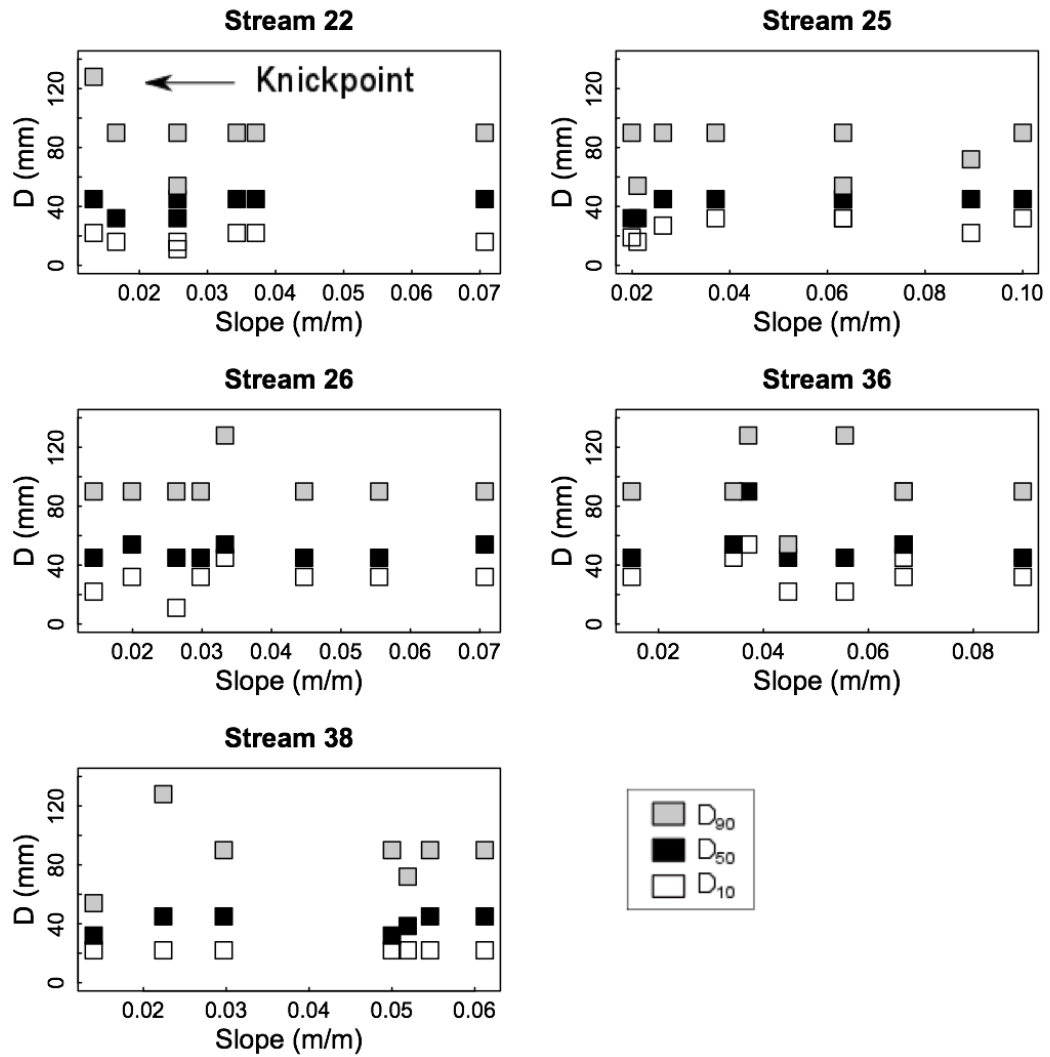 Stream 22
D (mm)
120
80
40
0
Knickpoint
0.02 0.03 0.04 0.05 0.06 0.07
Slope (m/m)
Stream 25
D (mm)
120
80
40
0
0.02 0.04 0.06 0.08 0.10
Slope (m/m)
Stream 26
D (mm)
120
80
40
0
0.02 0.03 0.04 0.05 0.06 0.07
Slope (m/m)
Stream 36
D (mm)
120
80
40
0
0.02 0.04 0.06 0.08
Slope (m/m)
Stream 38
D (mm)
120
80
40
0
0.02 0.03 0.04 0.05 0.06
Slope (m/m)
D90
D50
D10